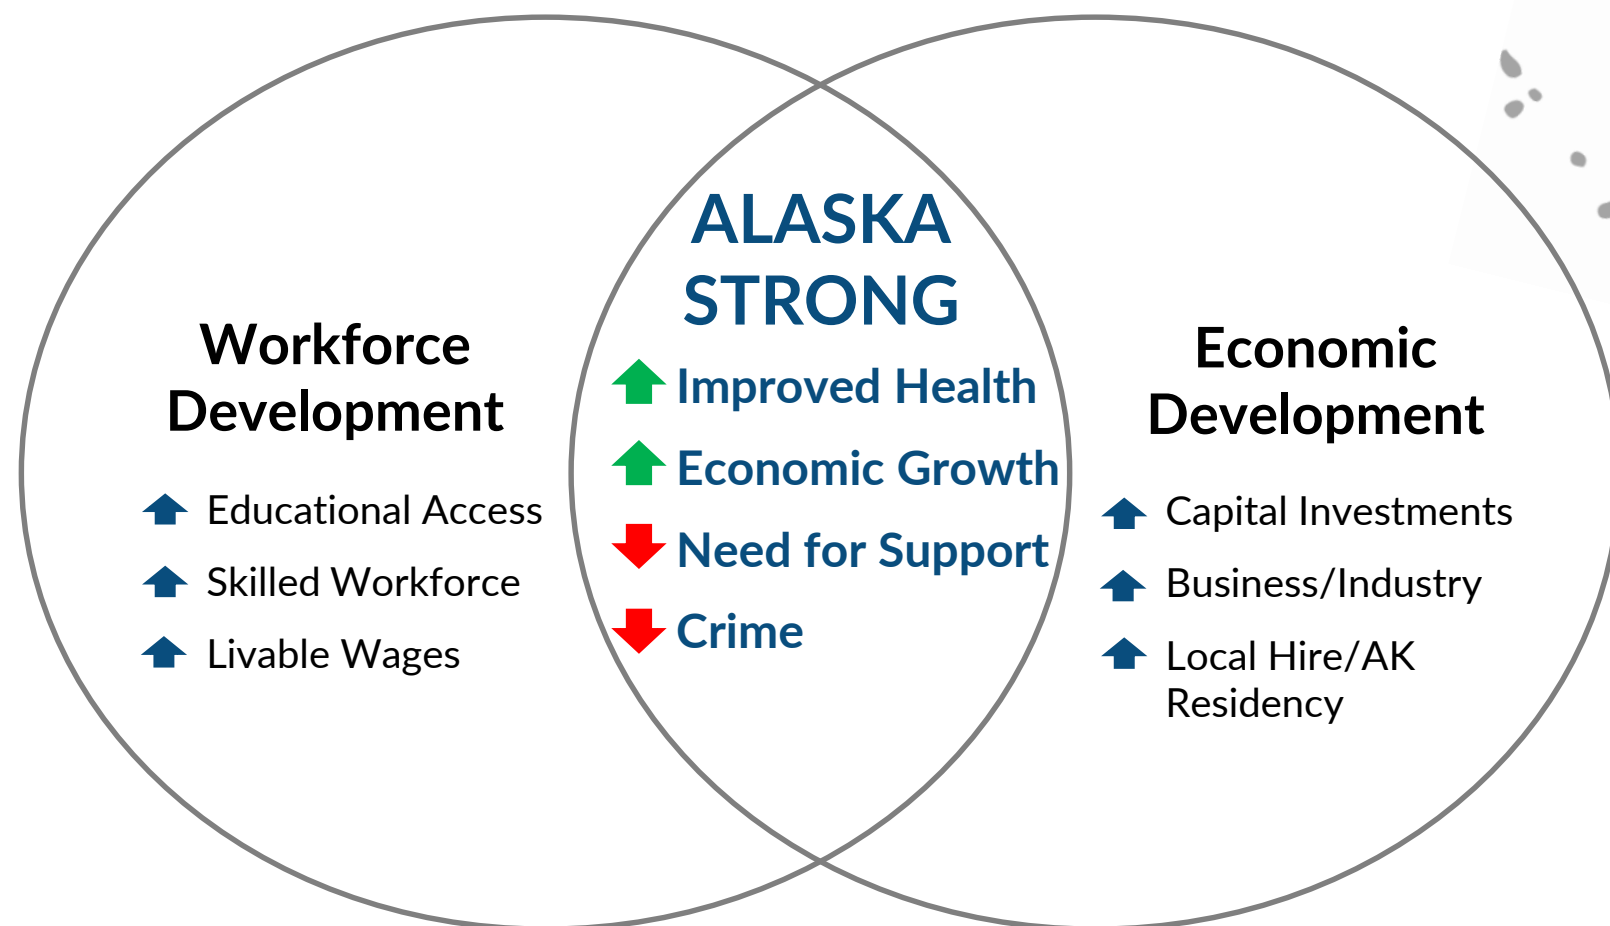 Workforce
Development
Educational Access
Skilled Workforce
Livable Wages
ALASKA
STRONG
Improved Health
Economic Growth
Need for Support
Crime
Economic
Development
Capital Investments
Business/Industry
Local Hire/AK
Residency